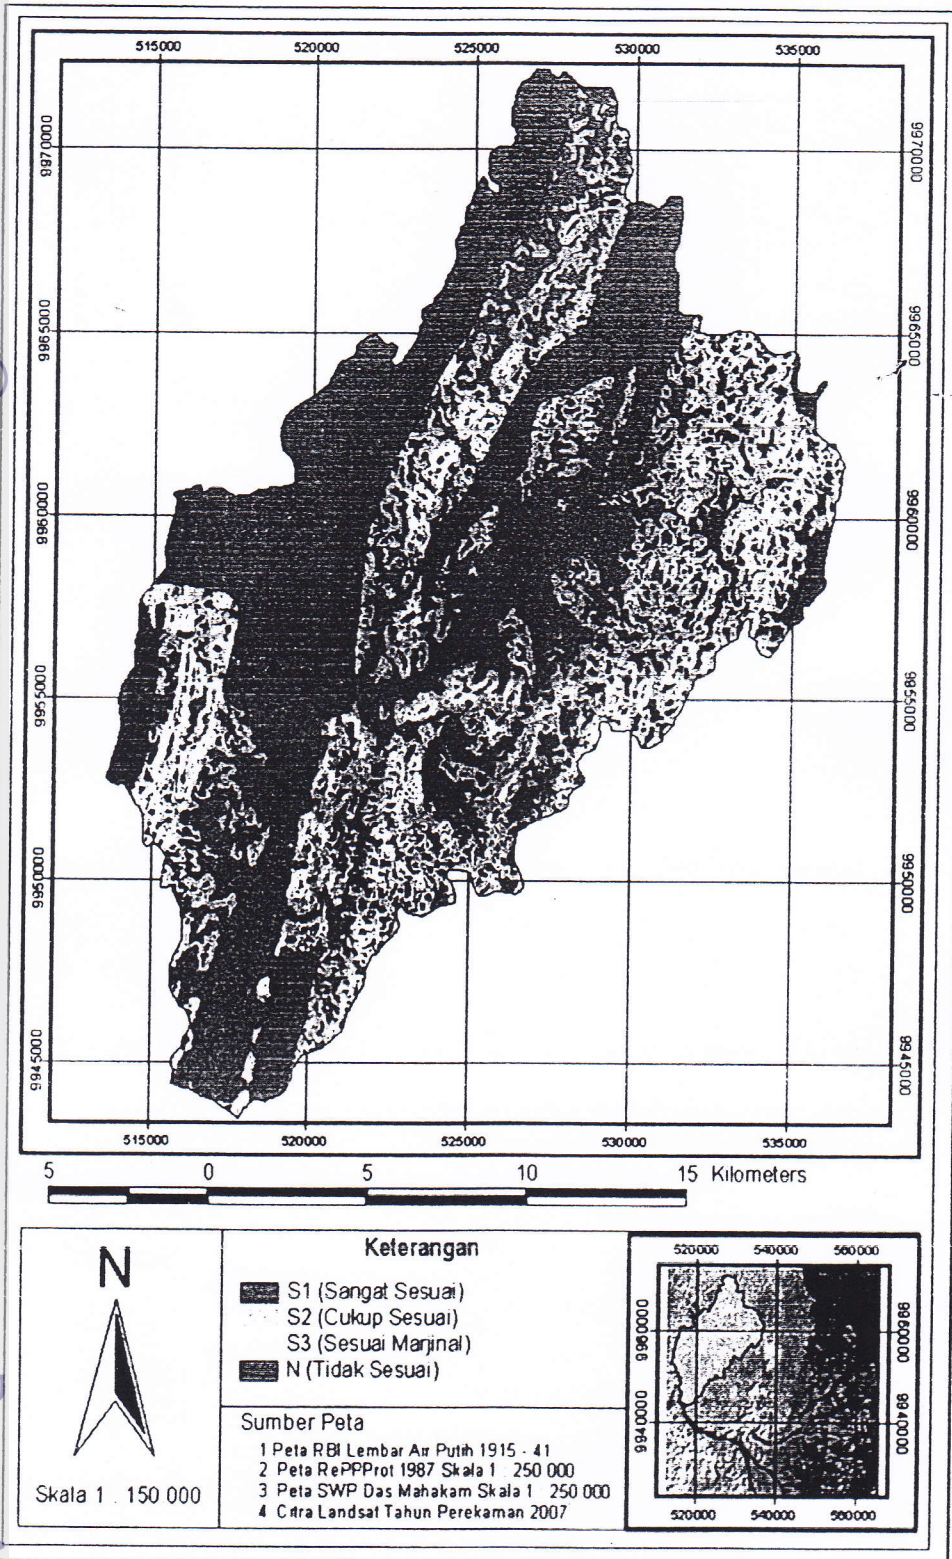 515000 520000 525000 530000 535000
9970000 9970000
9965000 9965000
9960000 9960000
9955000 9955000
9950000 9950000
9945000 9945000
515000 520000 525000 530000 535000
5 0 5 10 15 Kilometers
N
Skala 1 : 150 000
Keterangan
S1 (Sangat Sesuai)
S2 (Cukup Sesuai)
S3 (Sesuai Marjinal)
N (Tidak Sesuai)
Sumber Peta
1 Peta RBI Lembar Air Putih 1915 - 41
2 Peta RePPProt 1987 Skala 1 : 250 000
3 Peta SWP Das Mahakam Skala 1 : 250 000
4 Citra Landsat Tahun Perekaman 2007
520000 540000 560000
9960000 9960000
9940000 9940000
520000 540000 560000